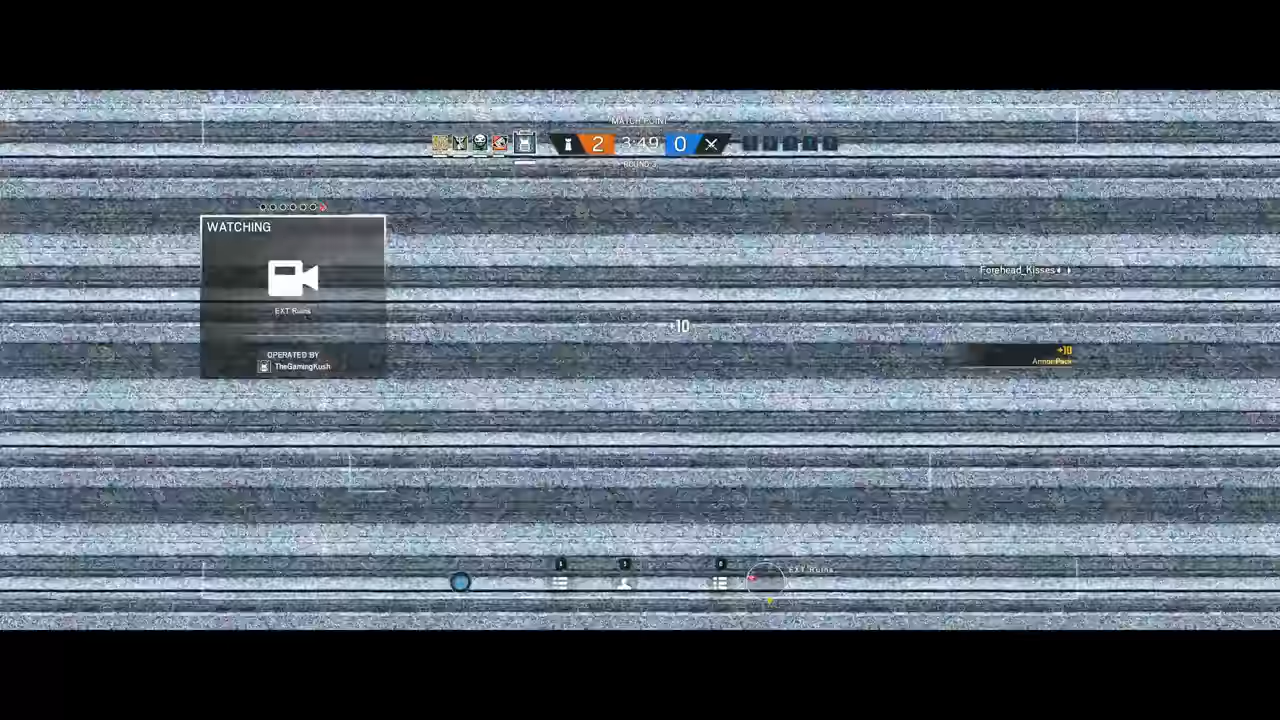 MATCH POINT
2 3:49 0
ROUND 3
WATCHING
EXT Ruins
OPERATED BY
TheGamingKush
Forehead_Kisses
+10
+10
Armor Pack
EXT Ruins